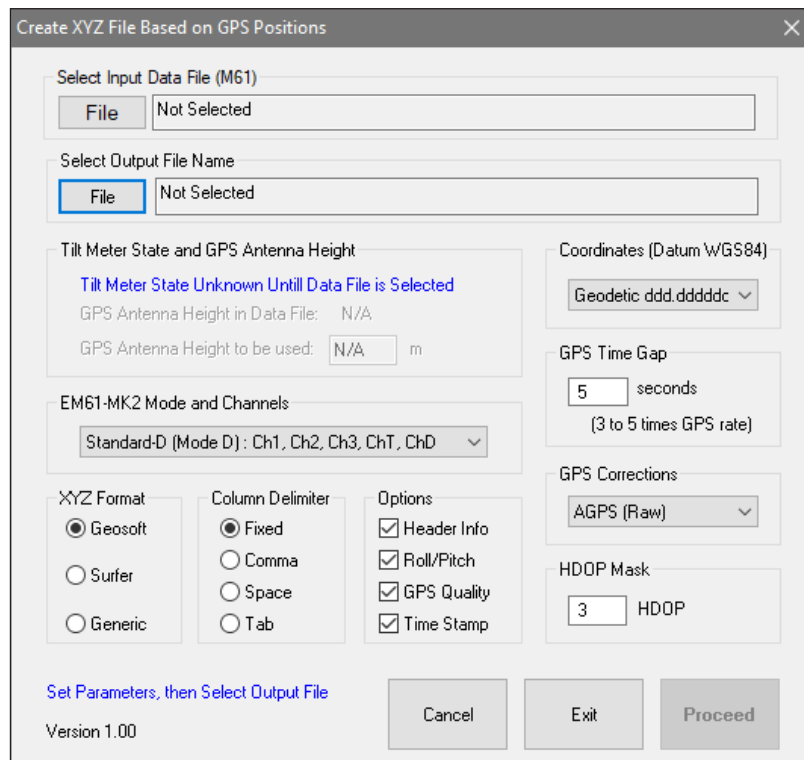 Create XYZ File Based on GPS Positions
Select Input Data File (M61)
File
Not Selected
Select Output File Name
File
Not Selected
Tilt Meter State and GPS Antenna Height
Tilt Meter State Unknown Untill Data File is Selected
GPS Antenna Height in Data File: N/A
GPS Antenna Height to be used: N/A m
Coordinates (Datum WGS84)
Geodetic ddd.dddddc
GPS Time Gap
5 seconds
(3 to 5 times GPS rate)
EM61-MK2 Mode and Channels
Standard-D (Mode D) : Ch1, Ch2, Ch3, ChT, ChD
GPS Corrections
AGPS (Raw)
XYZ Format
Geosoft
Surfer
Generic
Column Delimiter
Fixed
Comma
Space
Tab
Options
Header Info
Roll/Pitch
GPS Quality
Time Stamp
HDOP Mask
3 HDOP
Set Parameters, then Select Output File
Version 1.00
Cancel
Exit
Proceed